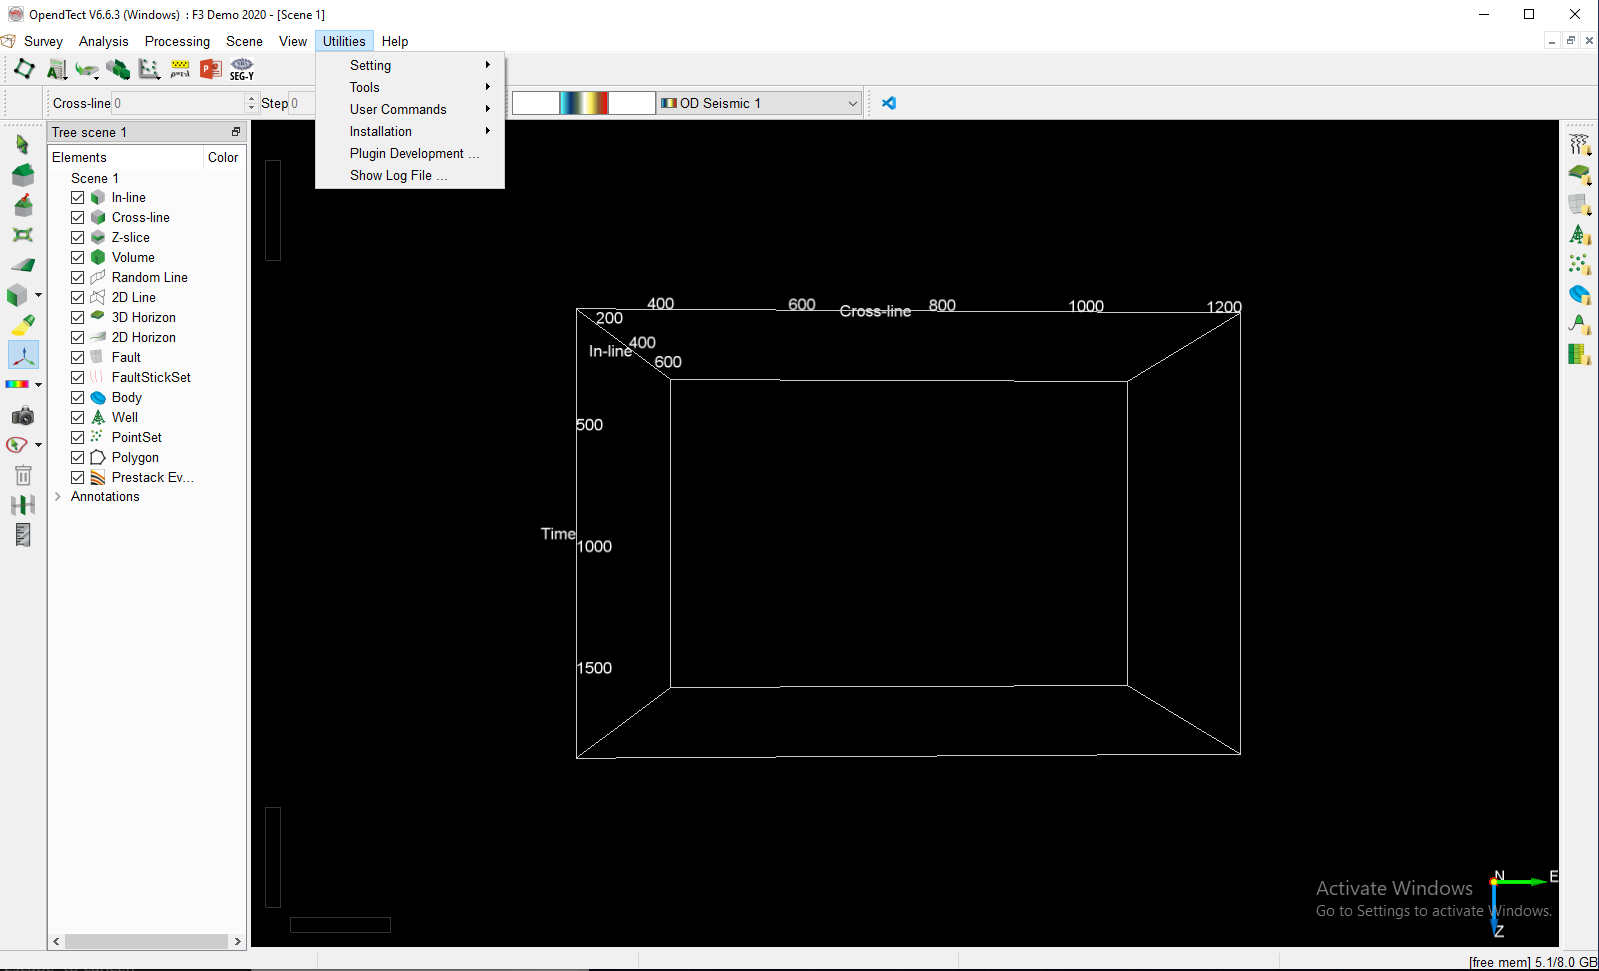 OpendTect V6.6.3 (Windows)  : F3 Demo 2020 - [Scene 1]
Survey Analysis Processing Scene View Utilities Help
Setting
Tools
User Commands
Installation
Plugin Development ...
Show Log File ...
SEG-Y
Cross-line 0 Step 0
OD Seismic 1
Tree scene 1
Elements Color
Scene 1
In-line
Cross-line
Z-slice
Volume
Random Line
2D Line
3D Horizon
2D Horizon
Fault
FaultStickSet
Body
Well
PointSet
Polygon
Prestack Ev...
Annotations
400 600 Cross-line 800 1000 1200
200
In-line 400
600
500
Time
1000
1500
N E
Z
Activate Windows
Go to Settings to activate Windows.
[free mem] 5.1/8.0 GB